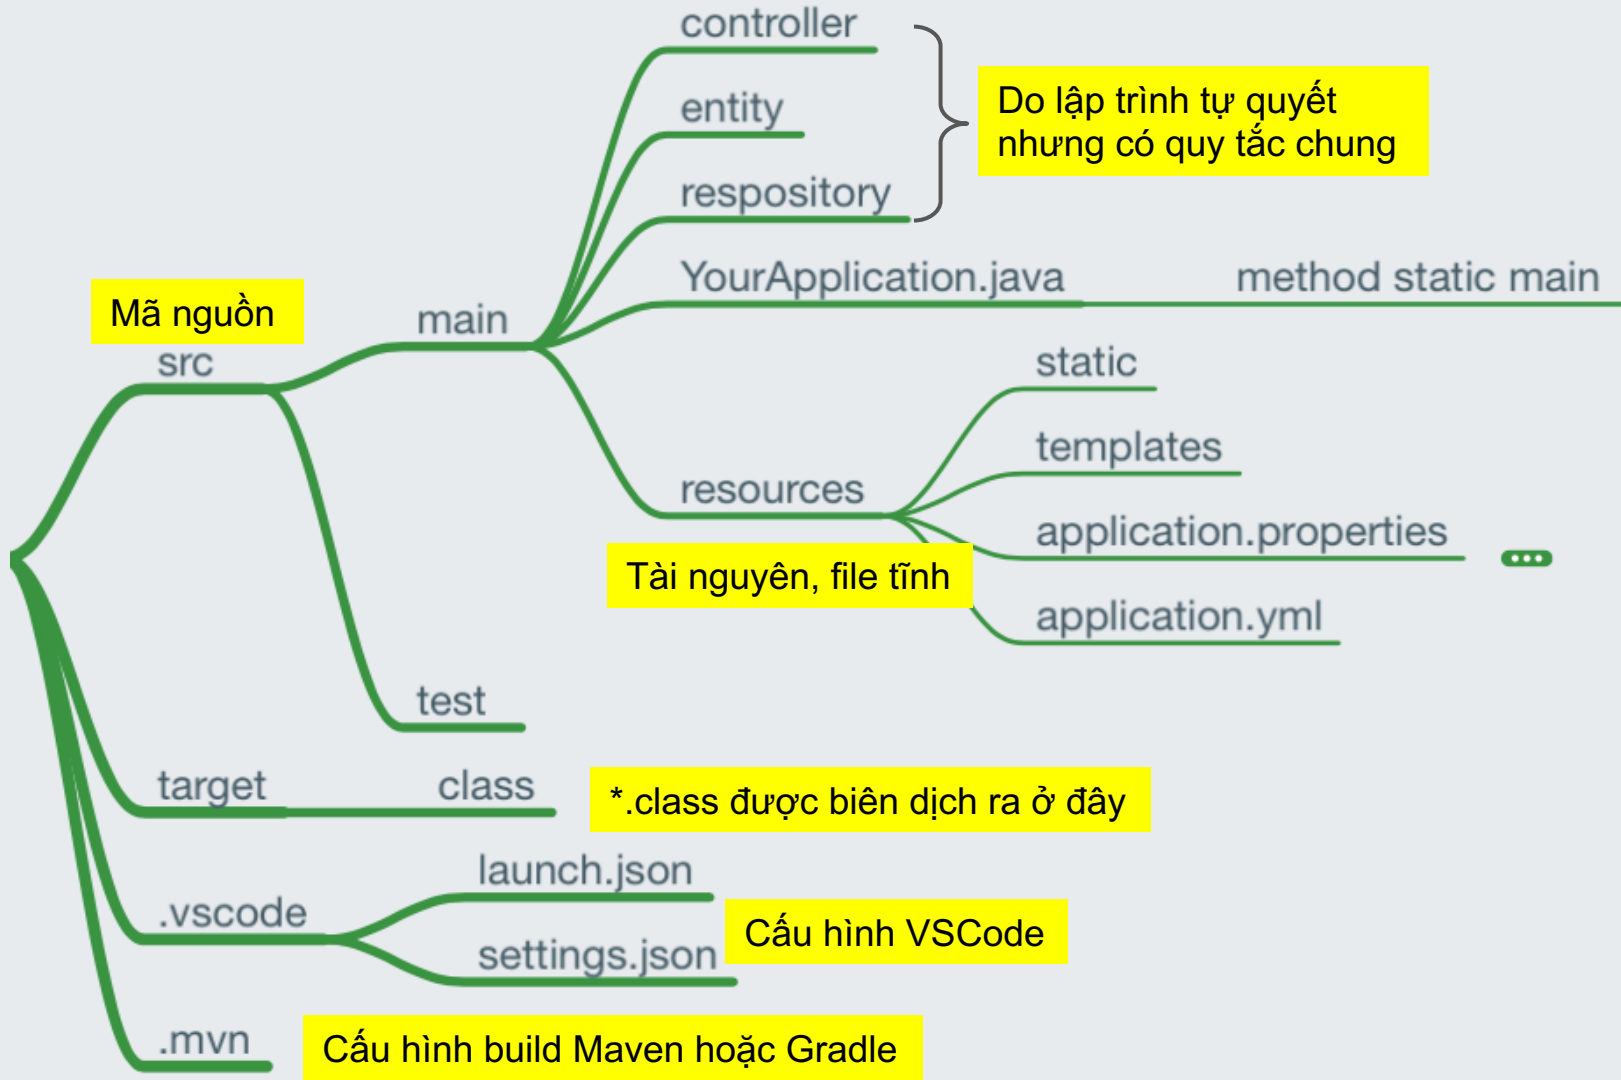 controller
entity
respository
Do lập trình tự quyết
nhưng có quy tắc chung
YourApplication.java
method static main
Mã nguồn
src
main
static
templates
resources
application.properties
Tài nguyên, file tĩnh
application.yml
test
target
class
*.class được biên dịch ra ở đây
launch.json
.vscode
Cấu hình VSCode
settings.json
.mvn
Cấu hình build Maven hoặc Gradle